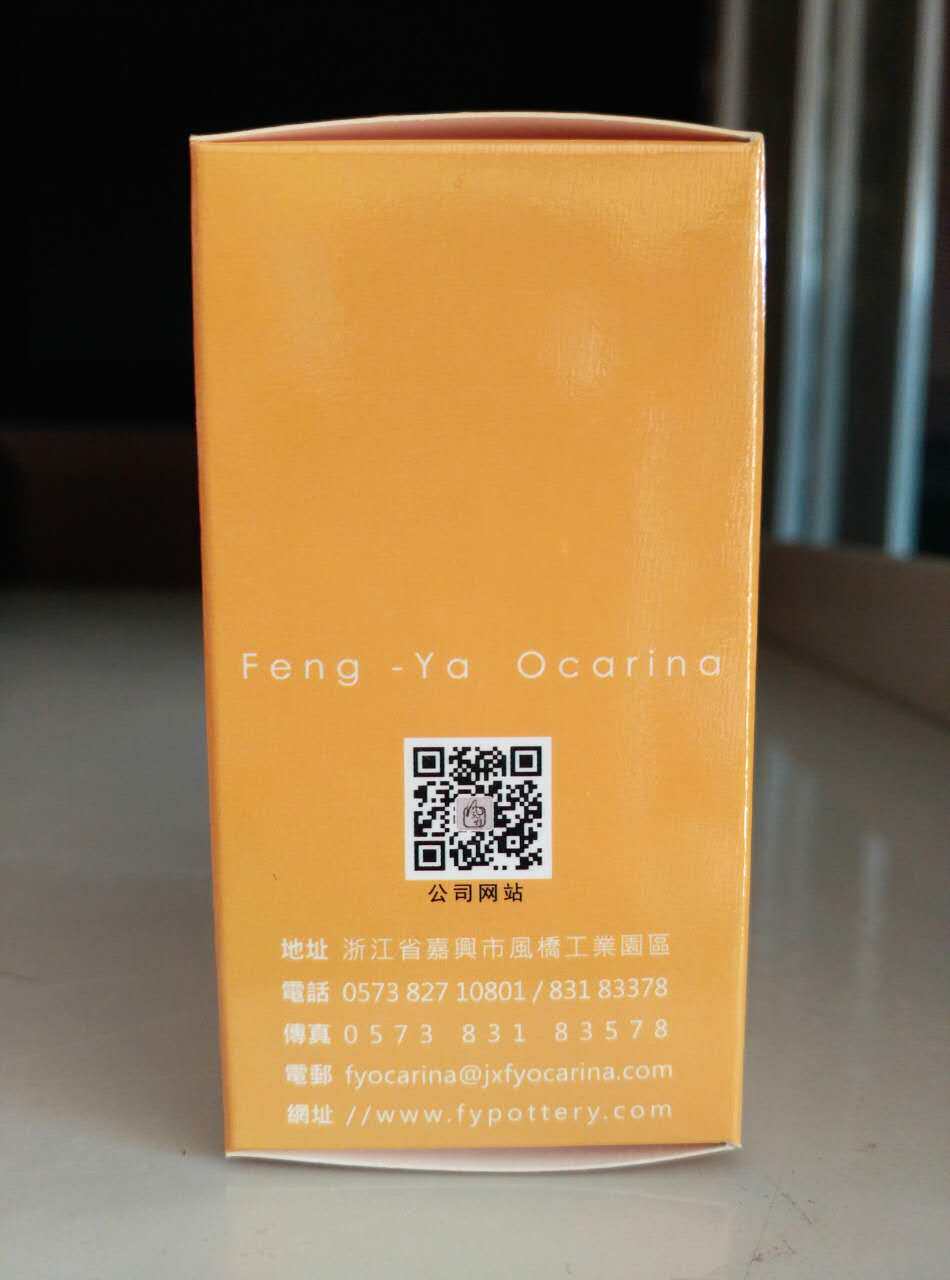 Feng -Ya Ocarina
公司网站
地址 浙江省嘉興市風橋工業園區
電話 0573 827 10801 / 831 83378
傳真 0573 831 83578
電郵 fyocarina@jxfyocarina.com
網址 //www.fypottery.com